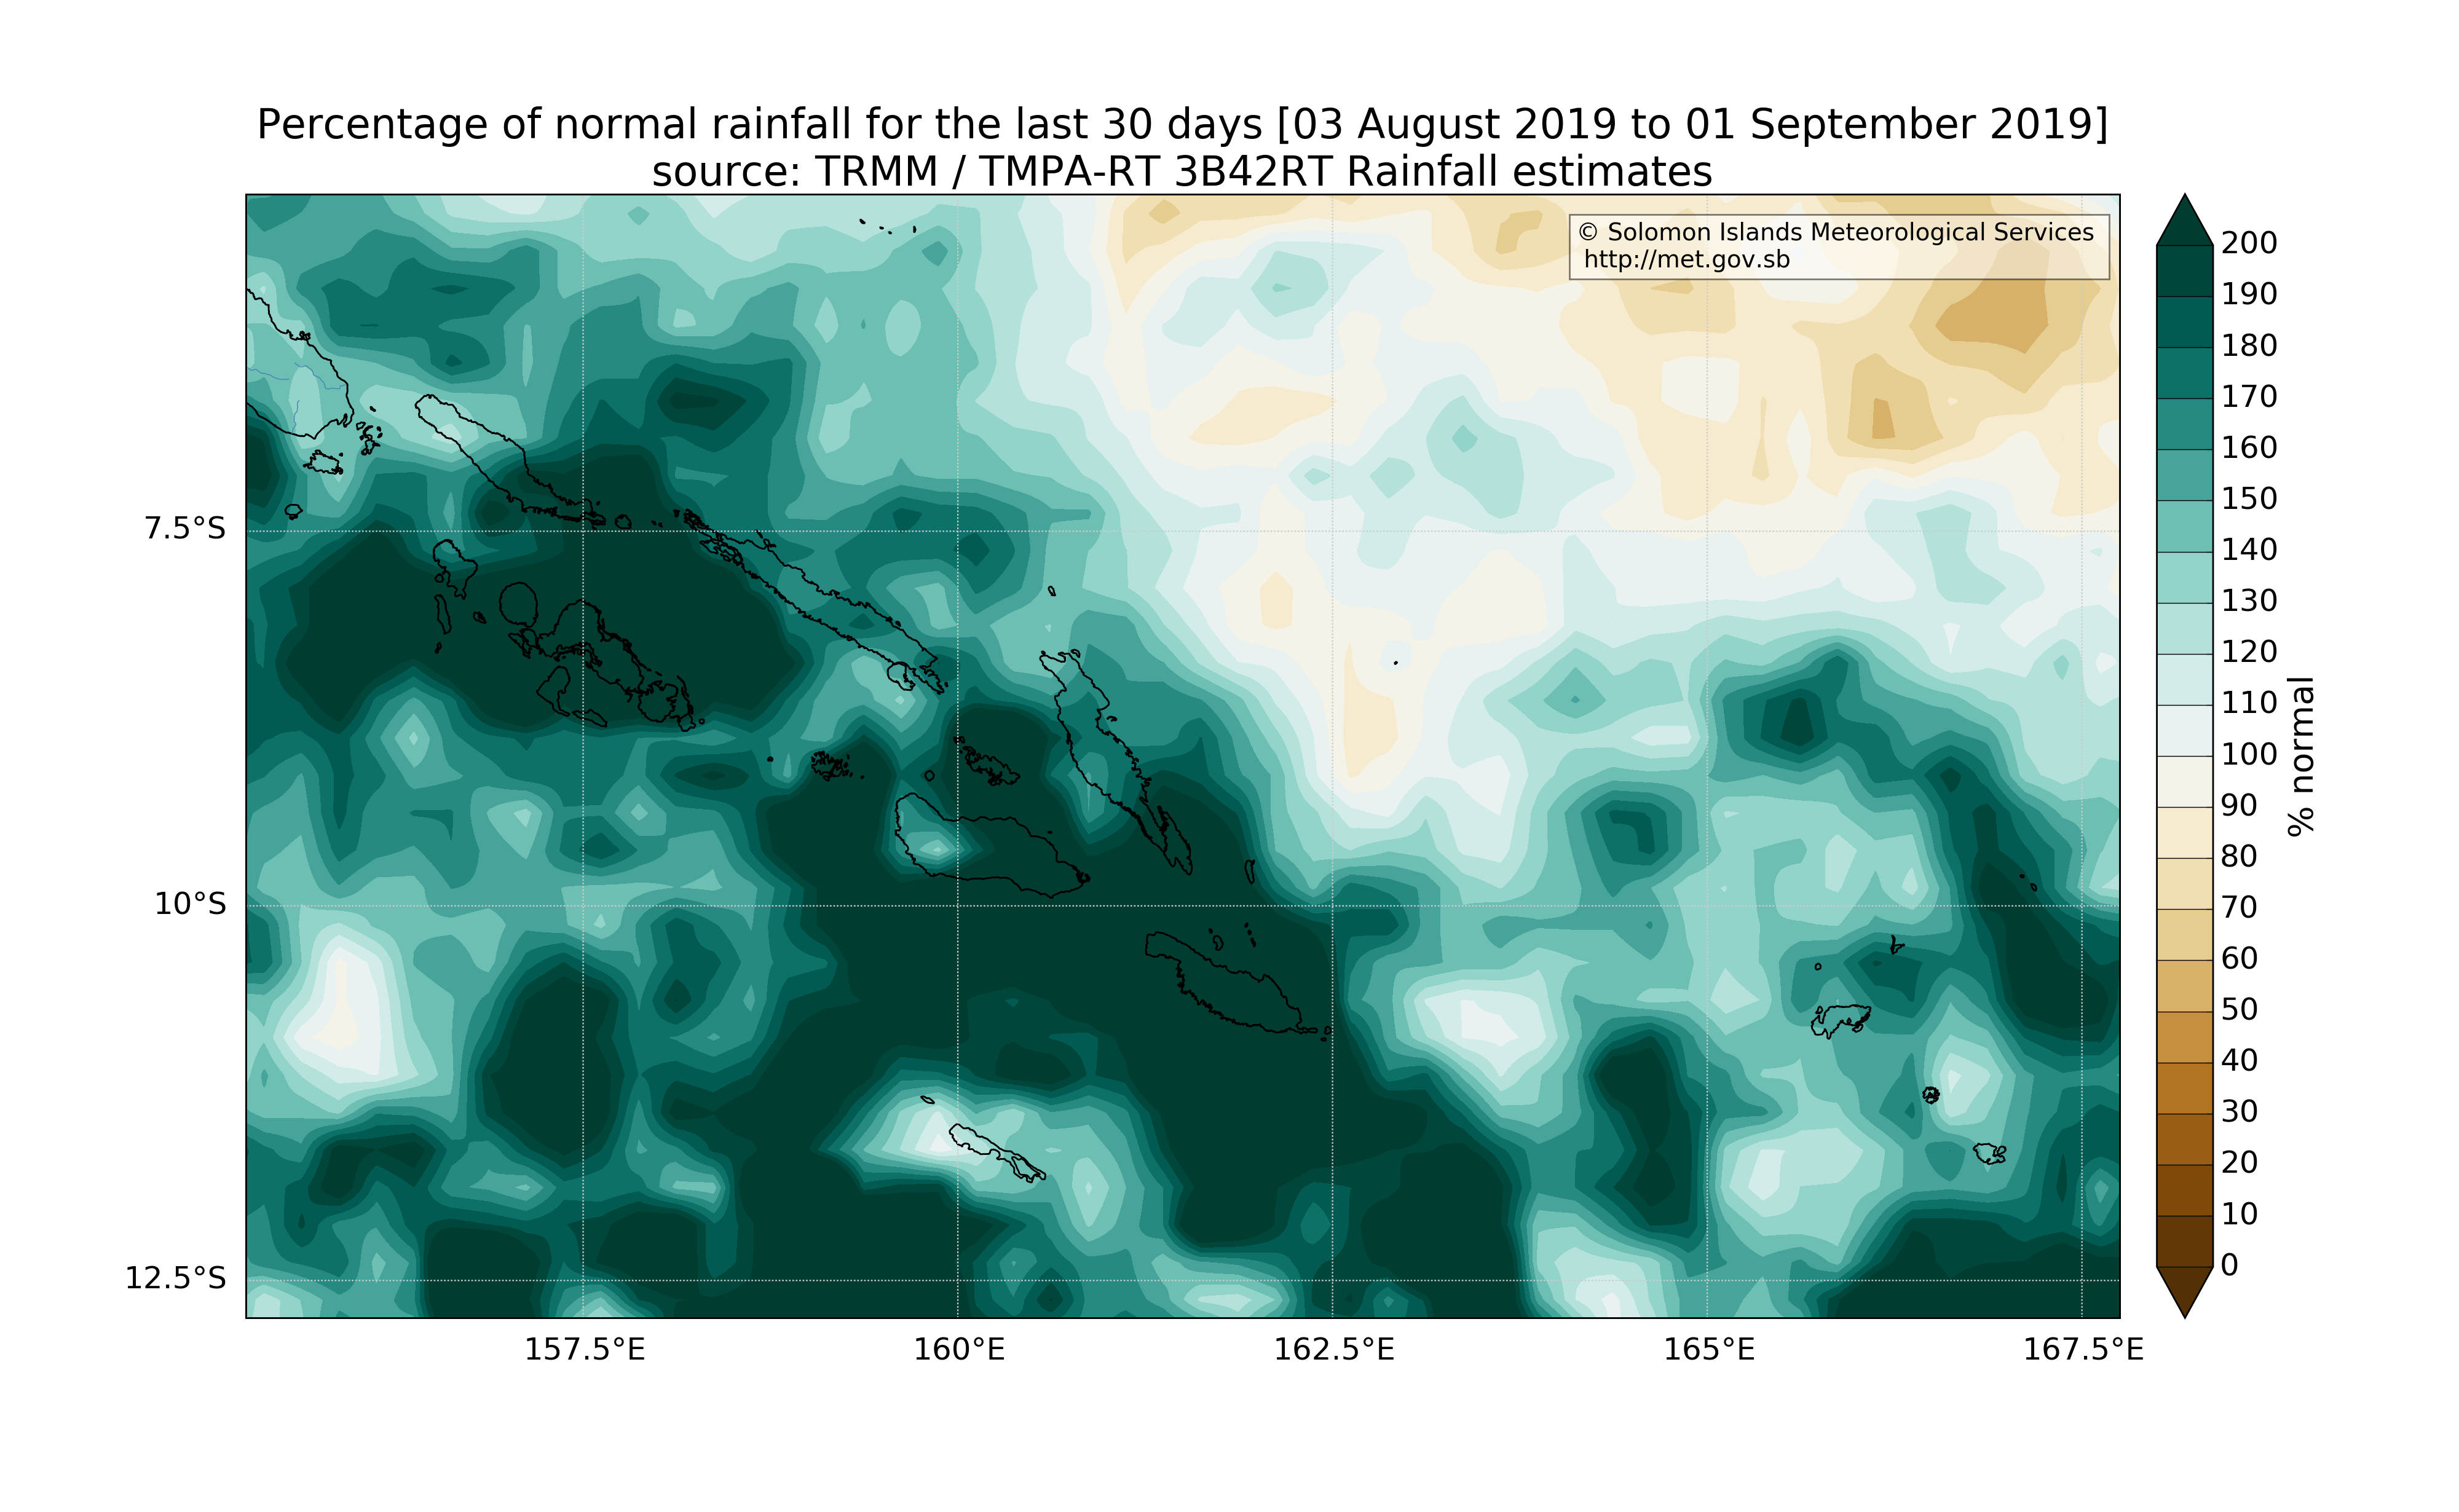 Percentage of normal rainfall for the last 30 days [03 August 2019 to 01 September 2019]
source: TRMM / TMPA-RT 3B42RT Rainfall estimates
© Solomon Islands Meteorological Services
http://met.gov.sb
7.5°S
10°S
12.5°S
157.5°E
160°E
162.5°E
165°E
167.5°E
200
190
180
170
160
150
140
130
120
110
100
90
80
70
60
50
40
30
20
10
0
% normal